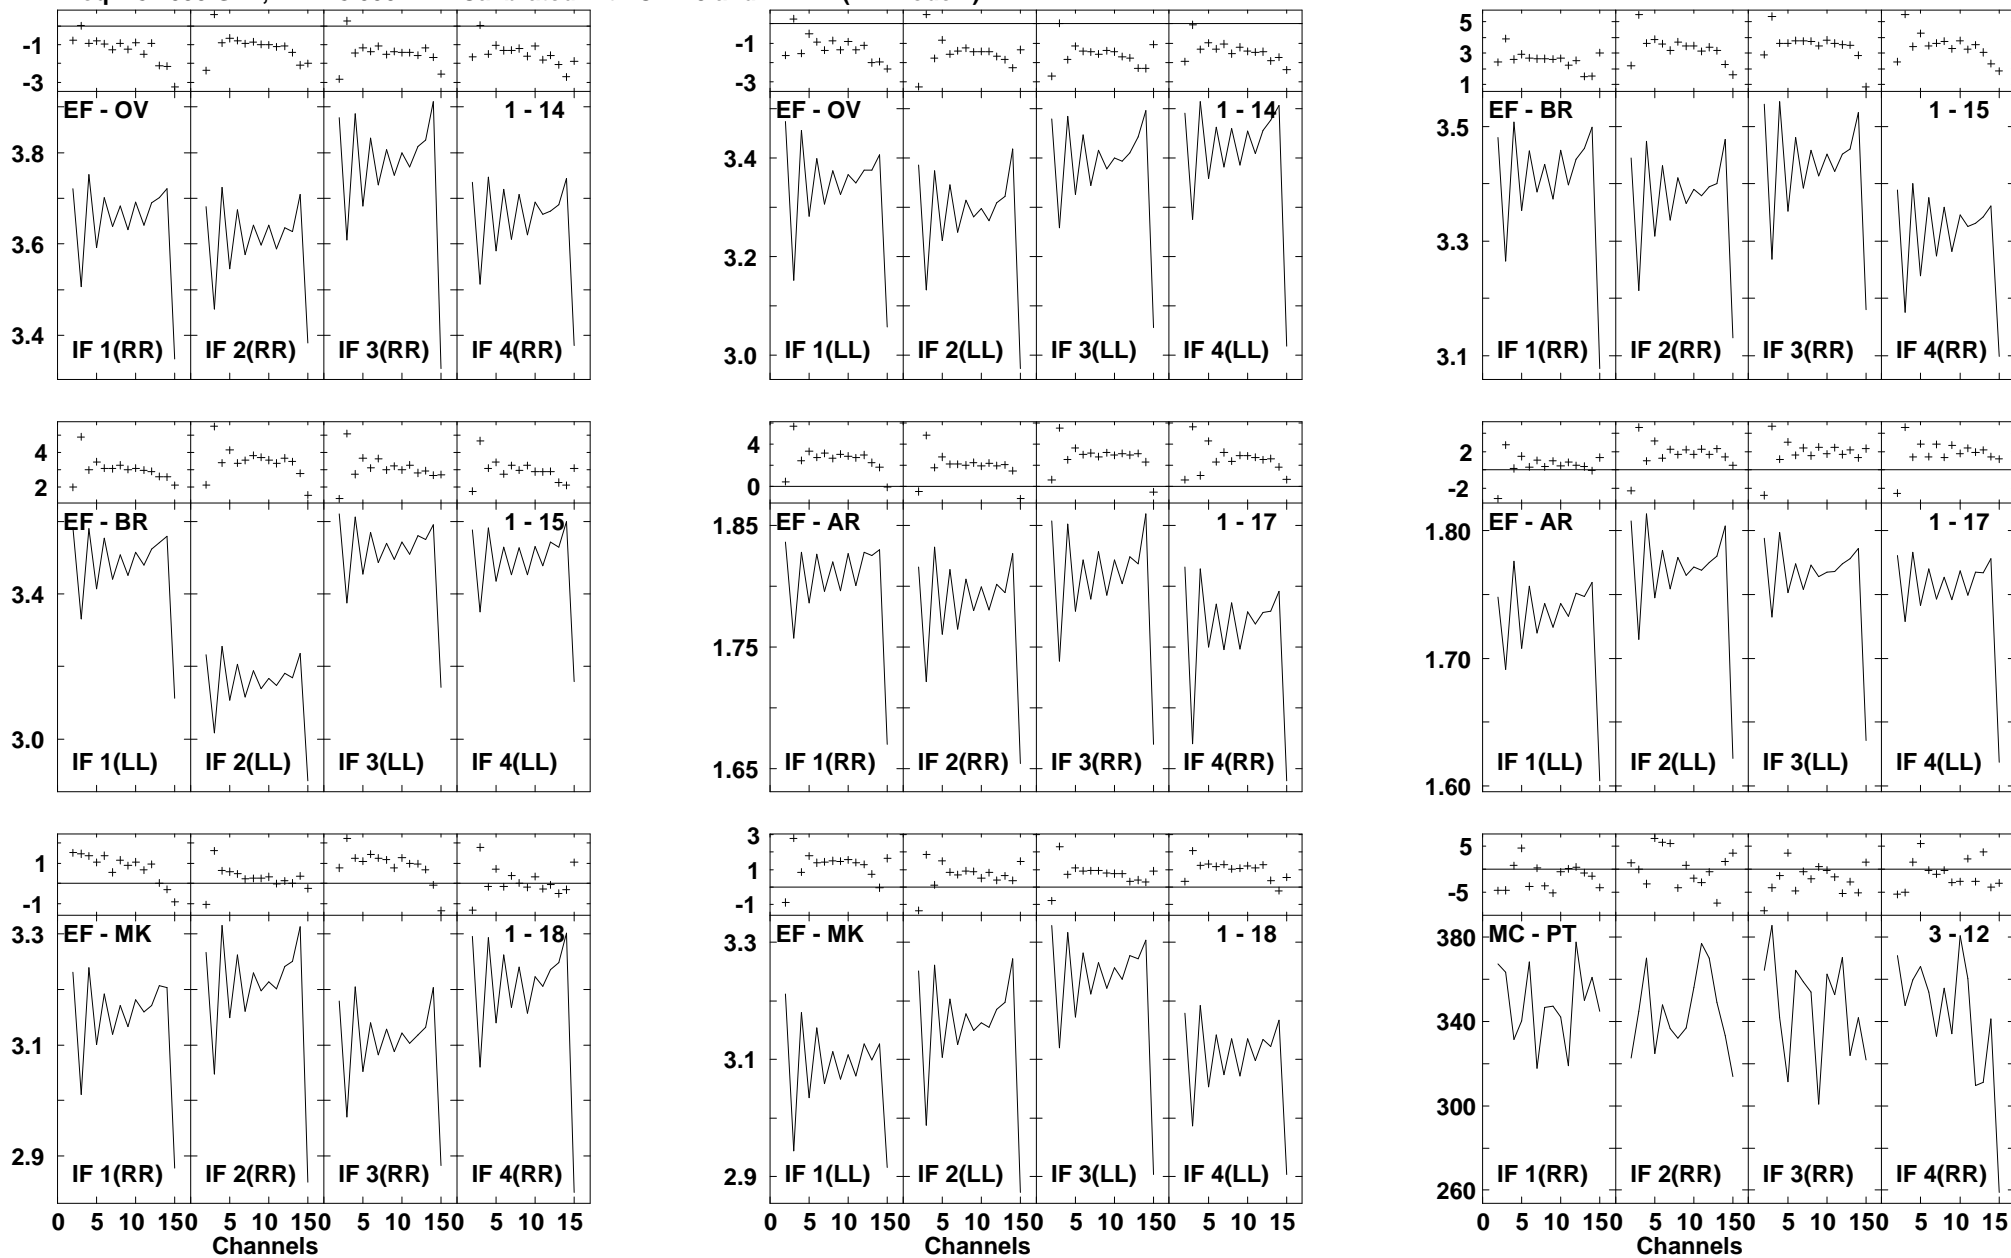 -1
-3
EF - OV
1 - 14
3.8
3.6
3.4
IF 1(RR)
IF 2(RR)
IF 3(RR)
IF 4(RR)
-1
-3
EF - OV
1 - 14
3.4
3.2
3.0
IF 1(LL)
IF 2(LL)
IF 3(LL)
IF 4(LL)
5
3
1
EF - BR
1 - 15
3.5
3.3
3.1
IF 1(RR)
IF 2(RR)
IF 3(RR)
IF 4(RR)
4
2
EF - BR
1 - 15
3.4
3.0
IF 1(LL)
IF 2(LL)
IF 3(LL)
IF 4(LL)
4
0
EF - AR
1 - 17
1.85
1.75
1.65
IF 1(RR)
IF 2(RR)
IF 3(RR)
IF 4(RR)
2
-2
EF - AR
1 - 17
1.80
1.70
1.60
IF 1(LL)
IF 2(LL)
IF 3(LL)
IF 4(LL)
1
-1
EF - MK
1 - 18
3.3
3.1
2.9
IF 1(RR)
IF 2(RR)
IF 3(RR)
IF 4(RR)
0 5 10 150 5 10 150 5 10 150 5 10 15
Channels
3
1
-1
EF - MK
1 - 18
3.3
3.1
2.9
IF 1(LL)
IF 2(LL)
IF 3(LL)
IF 4(LL)
0 5 10 150 5 10 150 5 10 150 5 10 15
Channels
5
-5
MC - PT
3 - 12
380
340
300
260
IF 1(RR)
IF 2(RR)
IF 3(RR)
IF 4(RR)
0 5 10 150 5 10 150 5 10 150 5 10 15
Channels